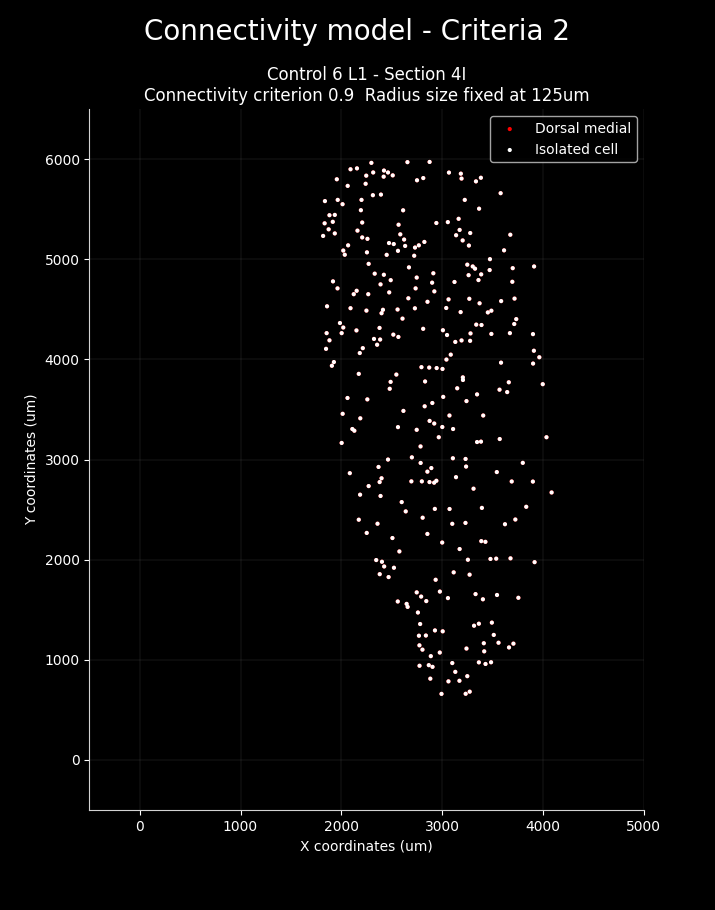 Connectivity model - Criteria 2
Control 6 L1 - Section 4I
Connectivity criterion 0.9  Radius size fixed at 125um
Dorsal medial
Isolated cell
6000
5000
4000
3000
2000
1000
0
Y coordinates (um)
0 1000 2000 3000 4000 5000
X coordinates (um)